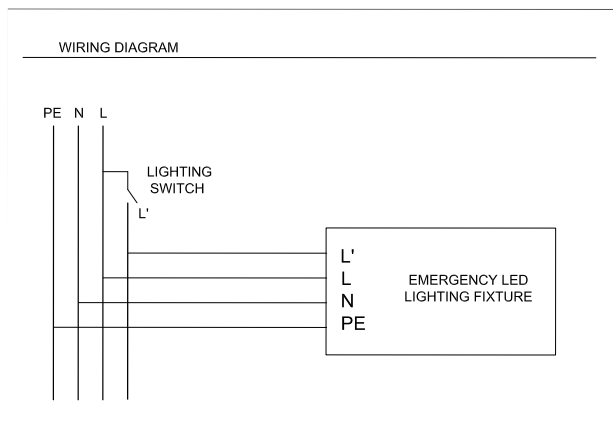 WIRING DIAGRAM
PE N L
LIGHTING
SWITCH
L'
L'
L
N
PE
EMERGENCY LED
LIGHTING FIXTURE